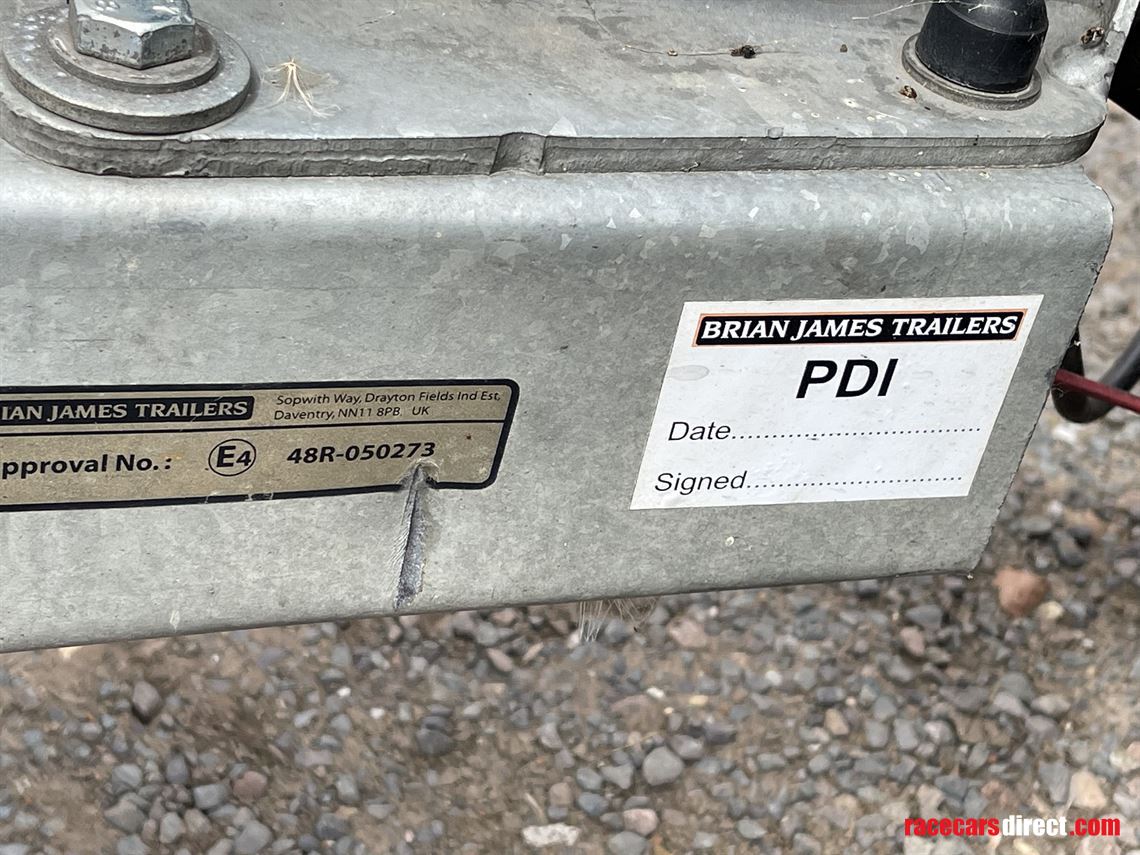 IAN JAMES TRAILERS
Sopwith Way, Drayton Fields Ind Est,
Daventry, NN11 8PB. UK
pproval No.: E4 48R-050273
BRIAN JAMES TRAILERS
PDI
Date................................
Signed...........................
racecarsdirect.com